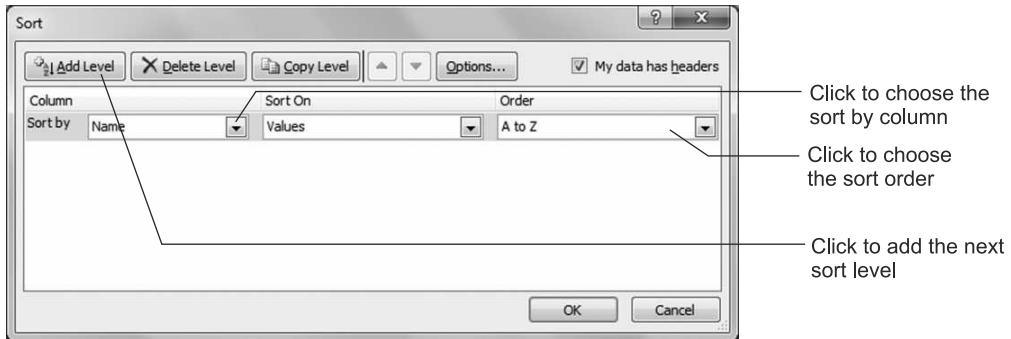 Sort
Add Level Delete Level Copy Level Options... My data has headers
Column Sort On Order
Sort by Name Values A to Z
OK Cancel
Click to choose the
sort by column
Click to choose
the sort order
Click to add the next
sort level